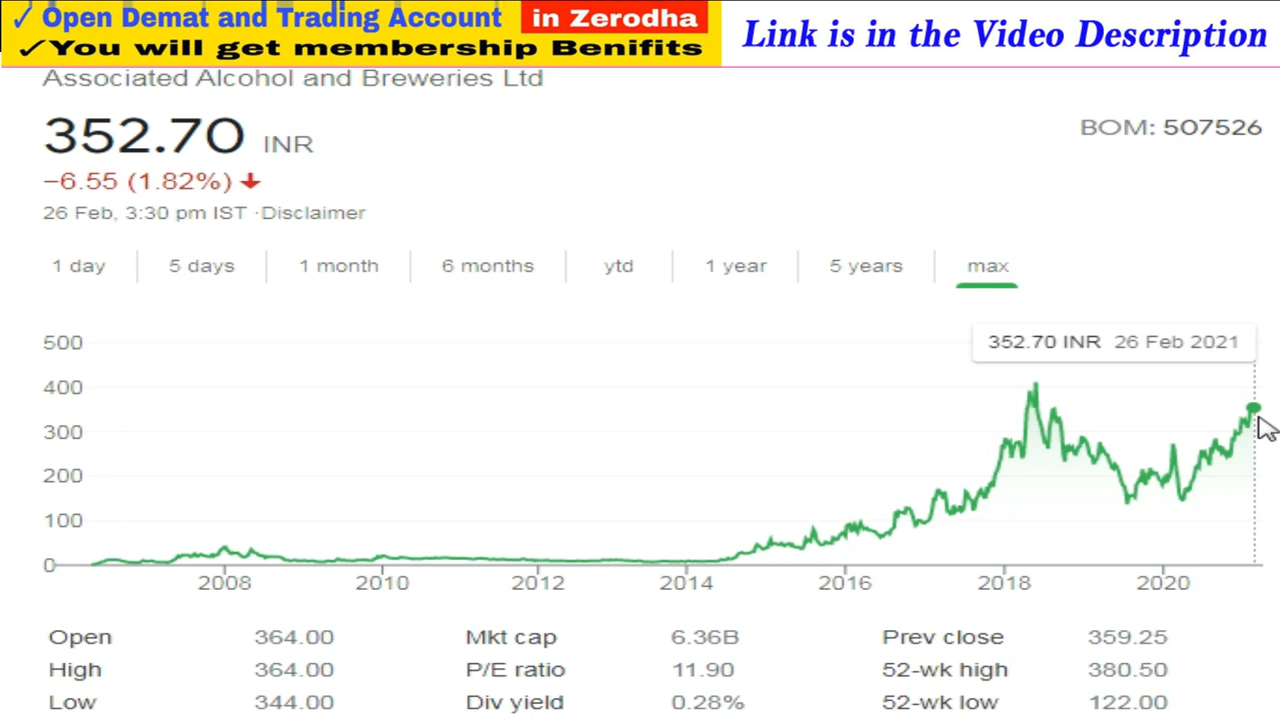 ✓ Open Demat and Trading Account in Zerodha
✓You will get membership Benifits
Link is in the Video Description
Associated Alcohol and Breweries Ltd
352.70 INR
BOM: 507526
−6.55 (1.82%) ↓
26 Feb, 3:30 pm IST ·Disclaimer
1 day 5 days 1 month 6 months ytd 1 year 5 years max
352.70 INR 26 Feb 2021
500
400
300
200
100
0
2008 2010 2012 2014 2016 2018 2020
Open 364.00 Mkt cap 6.36B Prev close 359.25
High 364.00 P/E ratio 11.90 52-wk high 380.50
Low 344.00 Div yield 0.28% 52-wk low 122.00